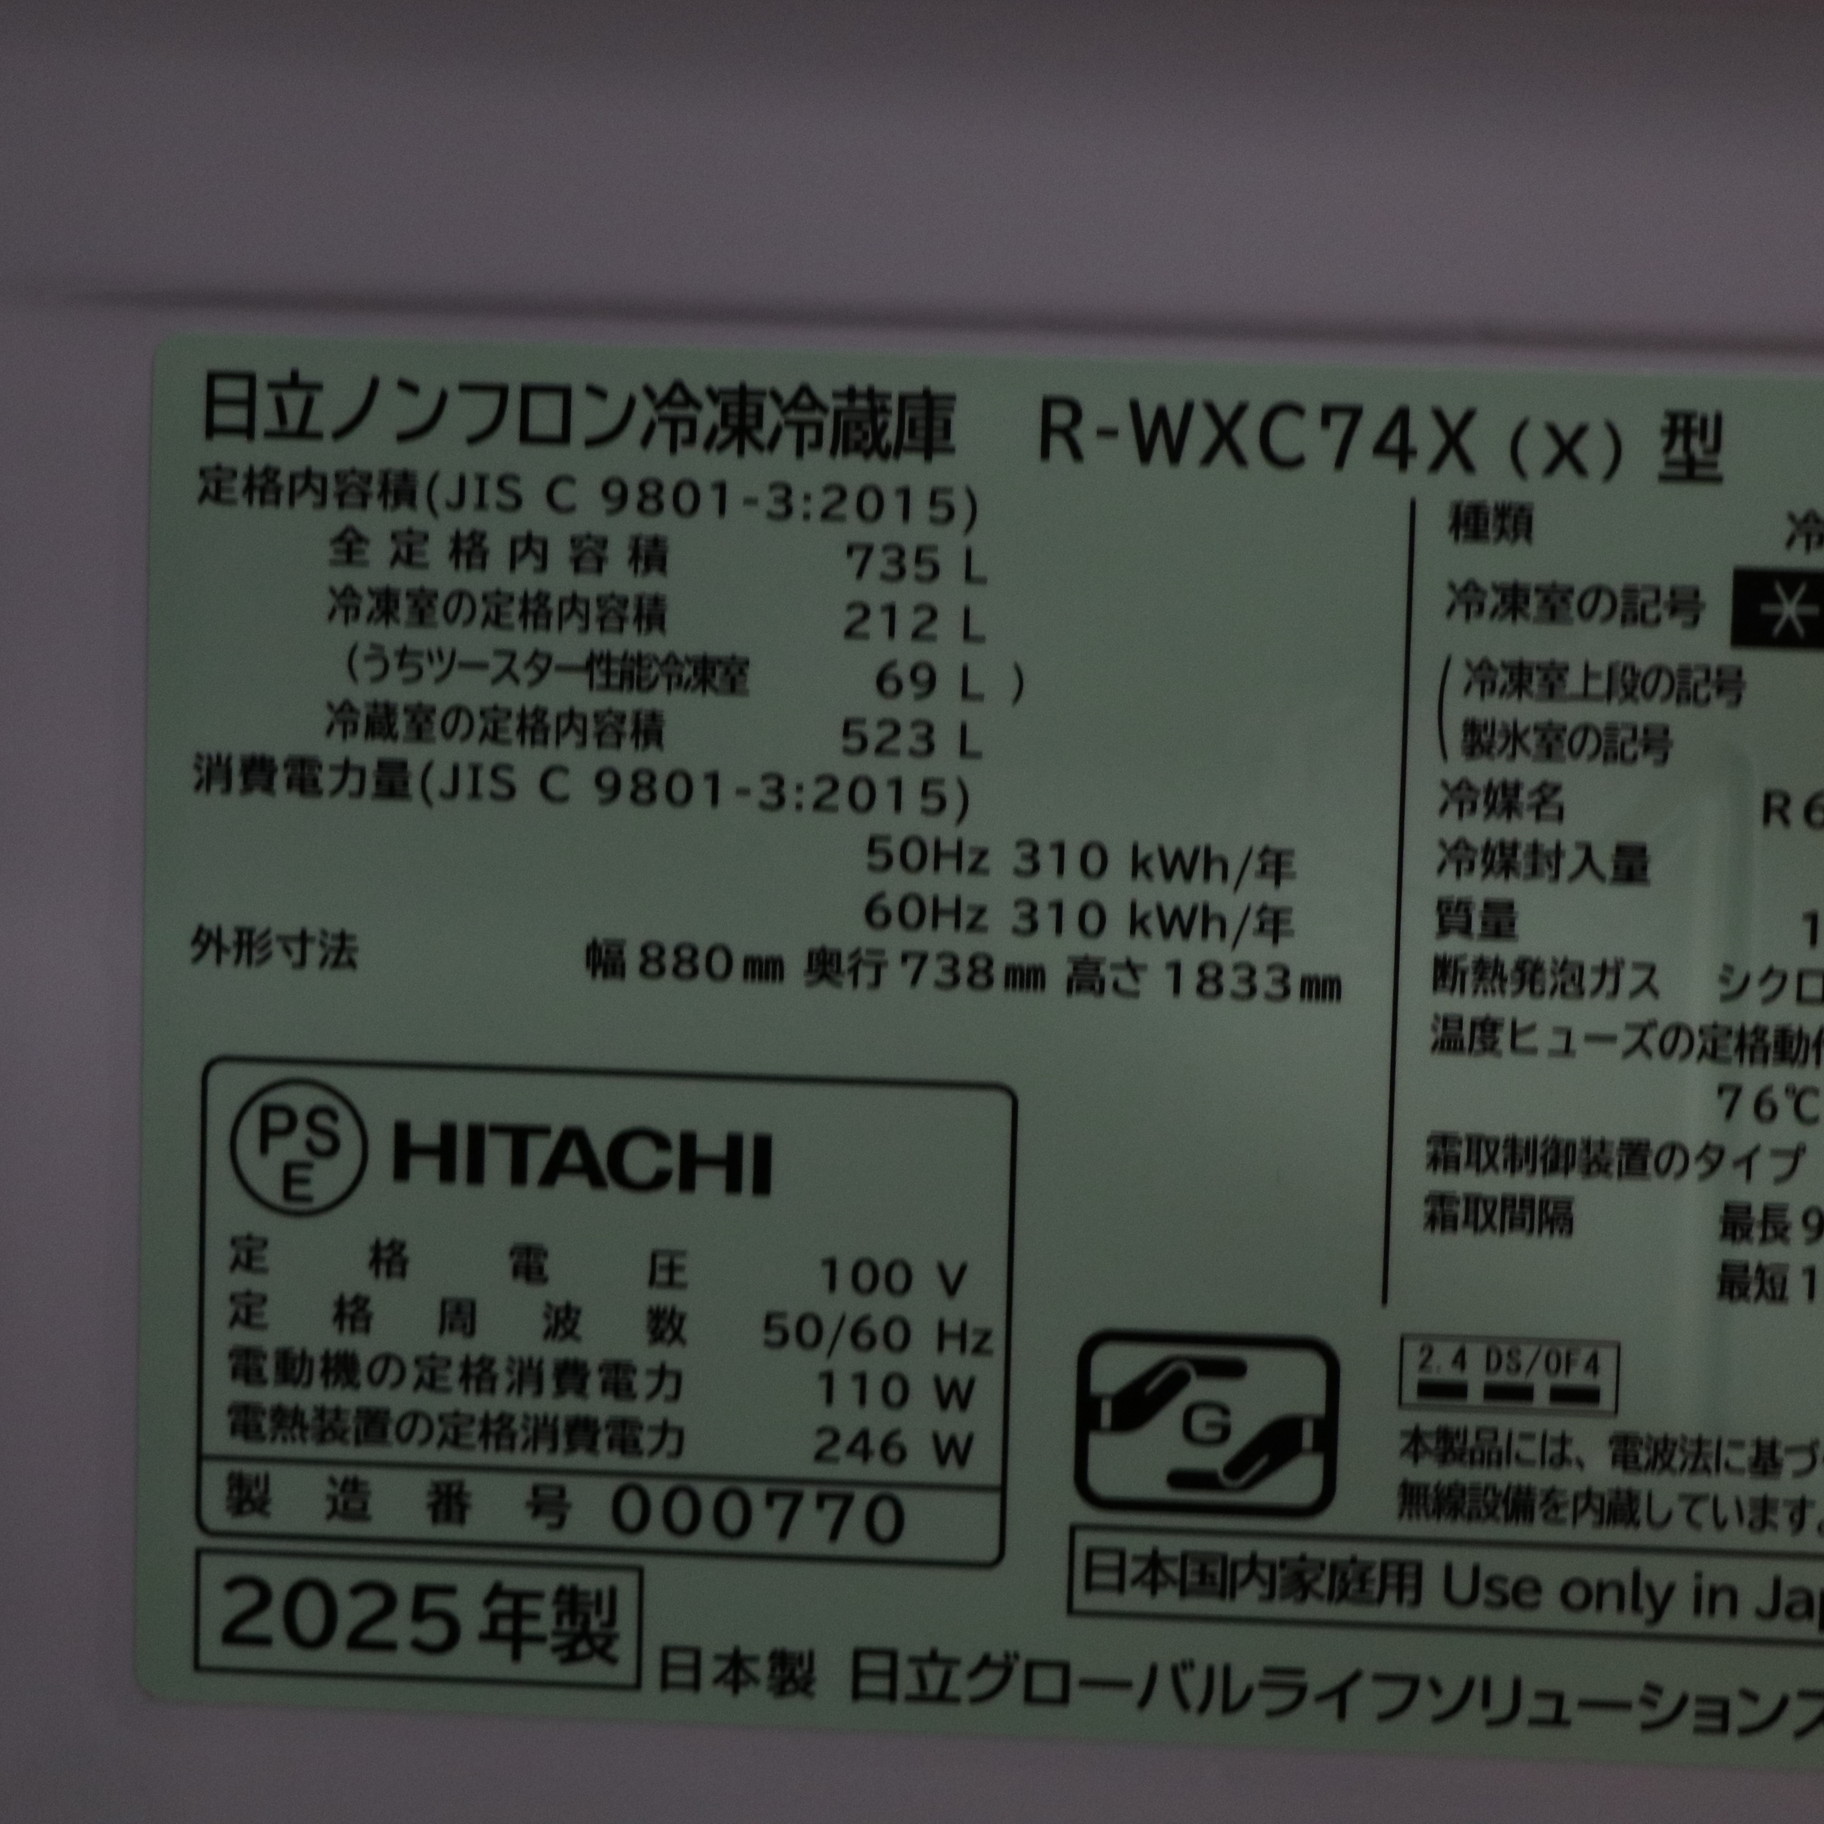 日立ノンフロン冷凍冷蔵庫 R-WXC74X (X) 型
定格内容積(JIS C 9801-3:2015)
全定格内容積 735 L
冷凍室の定格内容積 212 L
(うちツースター性能冷凍室 69 L )
冷蔵室の定格内容積 523 L
消費電力量(JIS C 9801-3:2015)
50Hz 310 kWh/年
60Hz 310 kWh/年
外形寸法 幅 880 mm 奥行 738 mm 高さ 1833 mm
PS
E
HITACHI
定格電圧 100 V
定格周波数 50/60 Hz
電動機の定格消費電力 110 W
電熱装置の定格消費電力 246 W
製造番号 000770
2025年製
日本製 日立グローバルライフソリューションズ
種類 冷
冷凍室の記号
(冷凍室上段の記号
製氷室の記号
冷媒名 R6
冷媒封入量
質量 1
断熱発泡ガス シクロ
温度ヒューズの定格動作
76℃
霜取制御装置のタイプ
霜取間隔 最長 9
最短 1
G
2.4 DS/OF4
本製品には、電波法に基づ
無線設備を内蔵しています。
日本国内家庭用 Use only in Jap